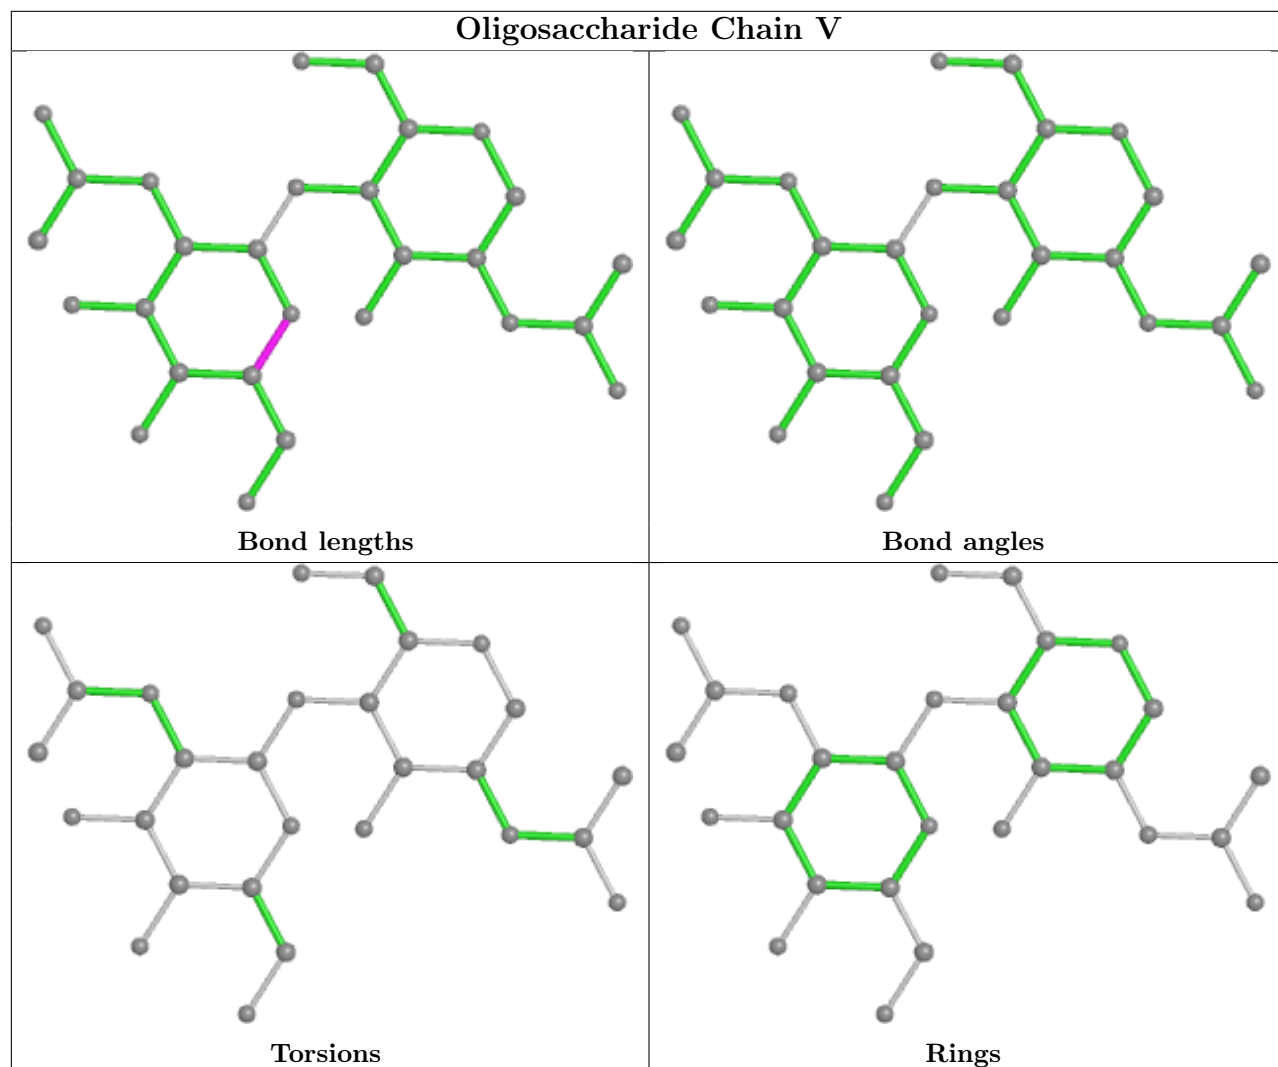 Oligosaccharide Chain V
Bond lengths
Bond angles
Torsions
Rings